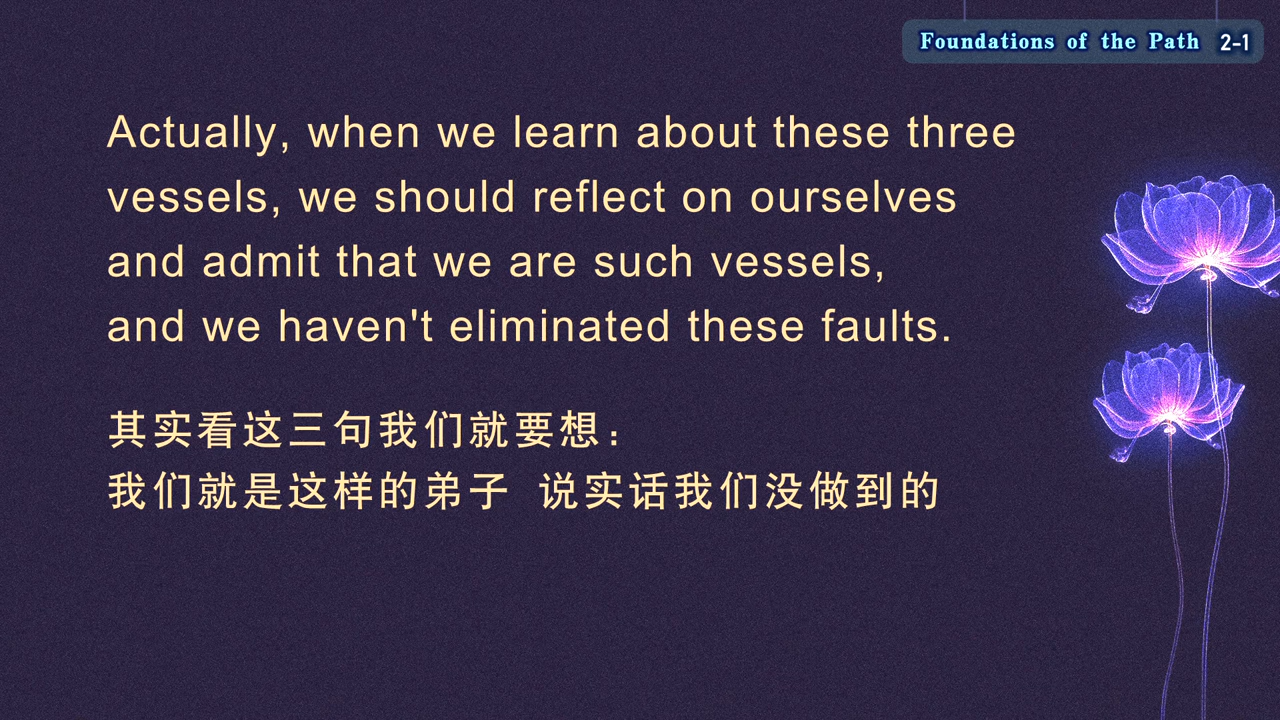 Foundations of the Path 2-1
Actually, when we learn about these three
vessels, we should reflect on ourselves
and admit that we are such vessels,
and we haven't eliminated these faults.
其实看这三句我们就要想：
我们就是这样的弟子 说实话我们没做到的